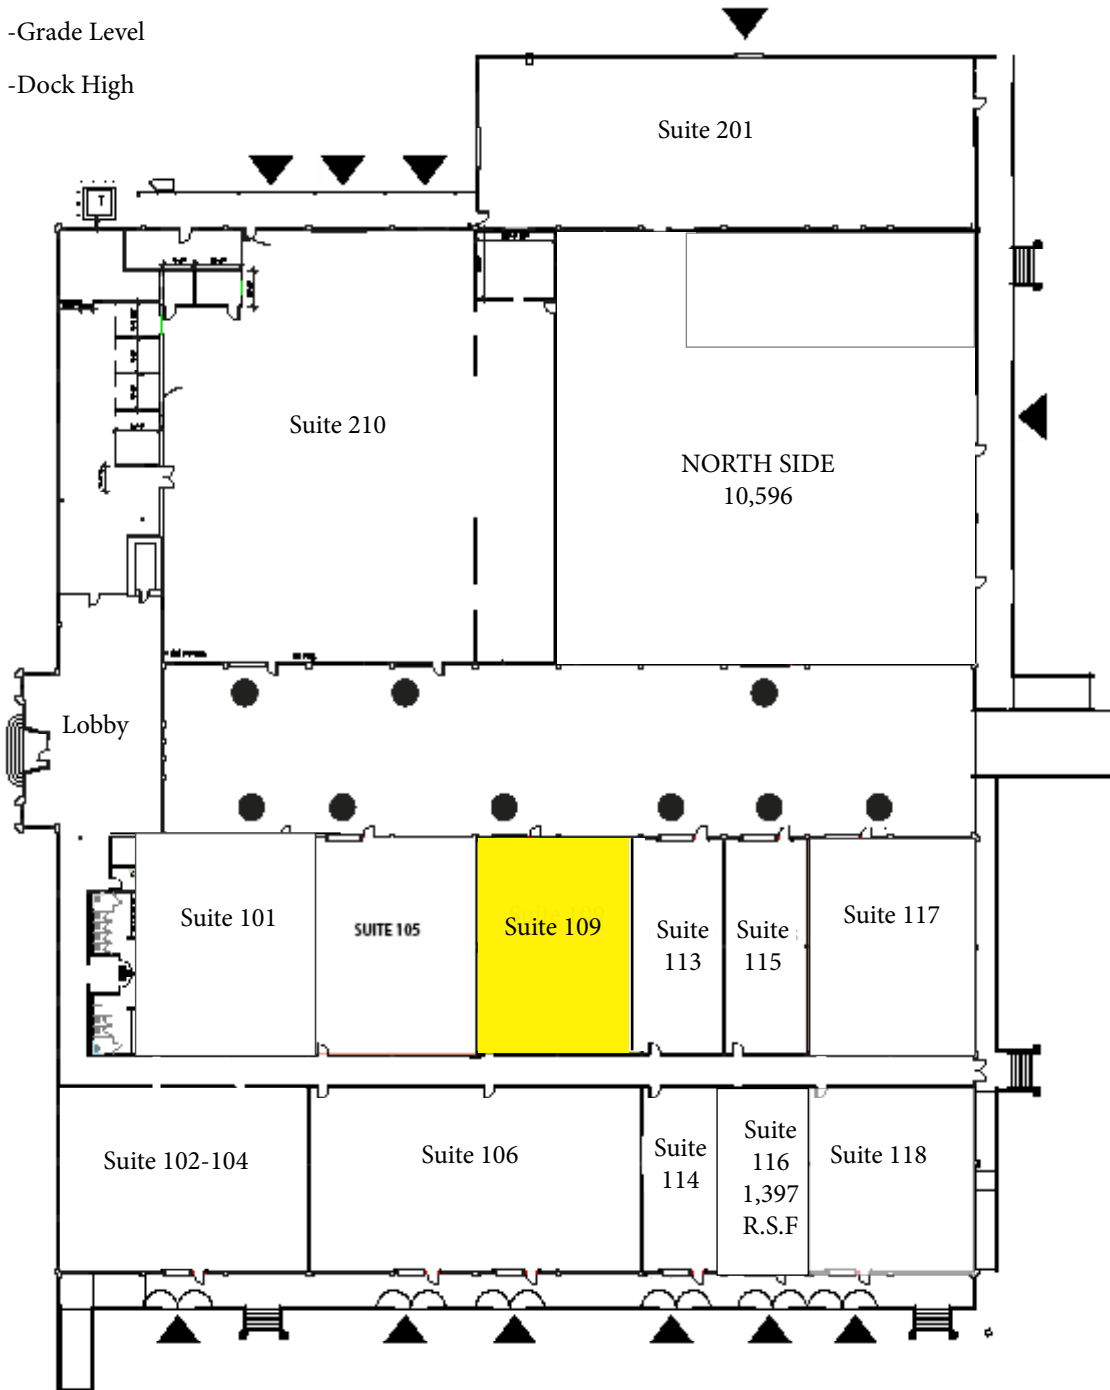 -Grade Level
-Dock High
Suite 201
T
Suite 210
NORTH SIDE
10,596
Lobby
Suite 101
SUITE 105
Suite 109
Suite
113
Suite
115
Suite 117
Suite 102-104
Suite 106
Suite
114
Suite
116
1,397
R.S.F
Suite 118